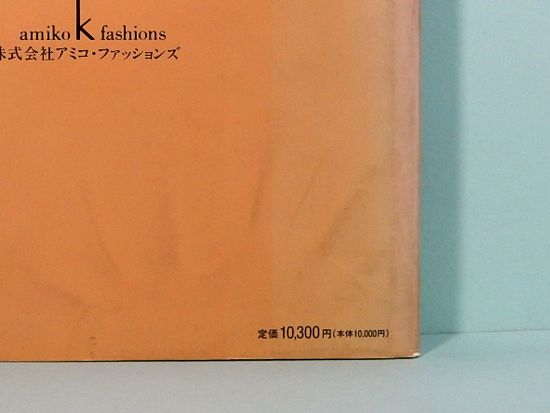 amiko k fashions
株式会社アミコ・ファッションズ
定価10,300円(本体10,000円)